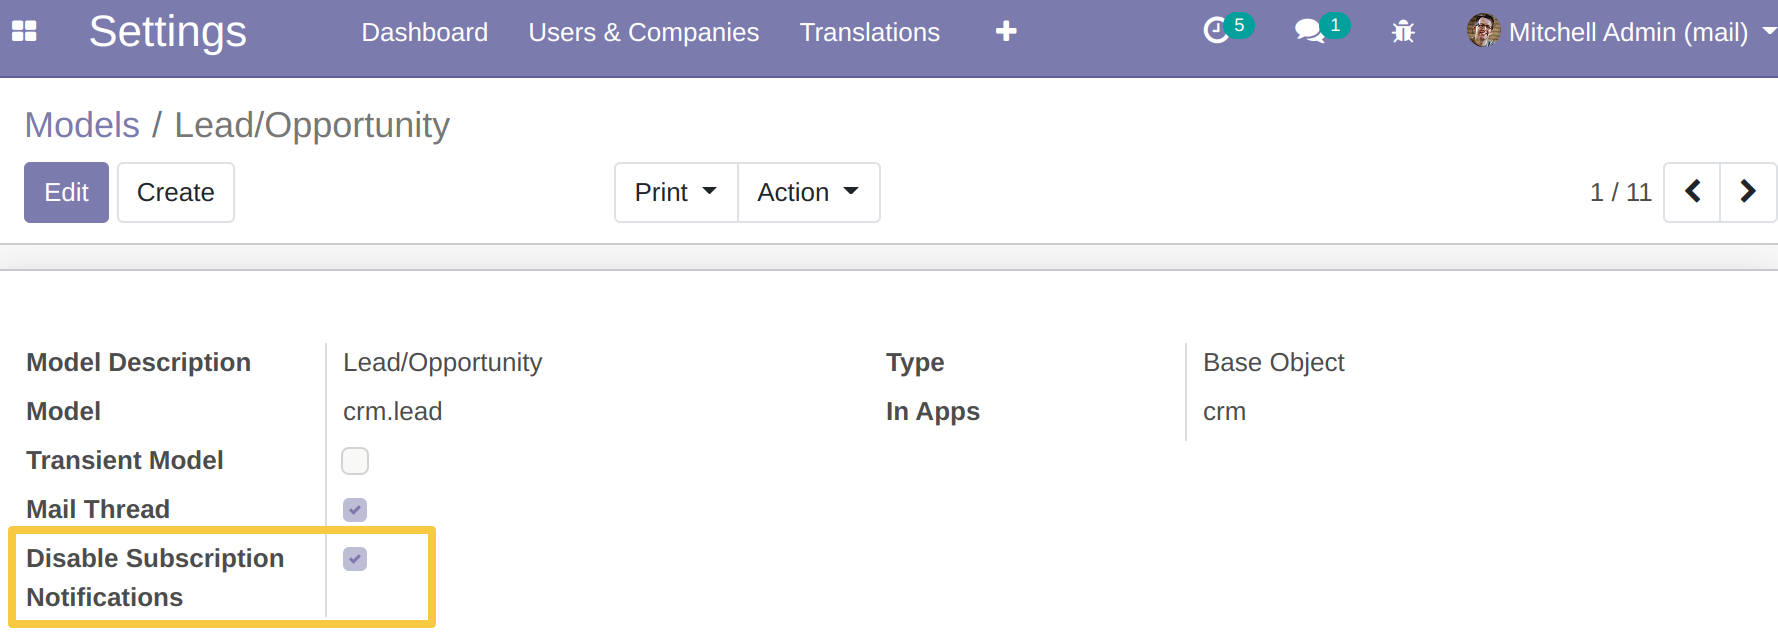 Settings Dashboard Users & Companies Translations 5 1 Mitchell Admin (mail)
Models / Lead/Opportunity
Edit Create Print Action 1 / 11
Model Description Lead/Opportunity Type Base Object
Model crm.lead In Apps crm
Transient Model
Mail Thread
Disable Subscription
Notifications